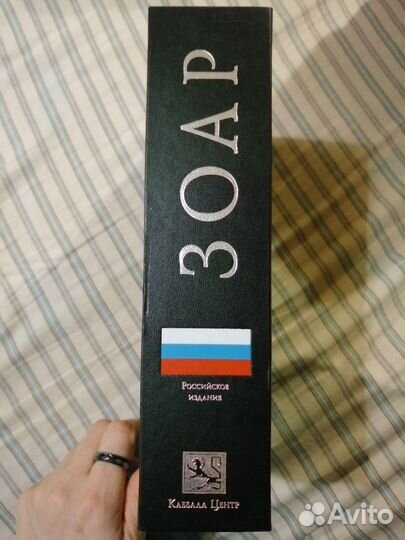 ЗОАР
Российское
издание
Каббала Центр
Avito